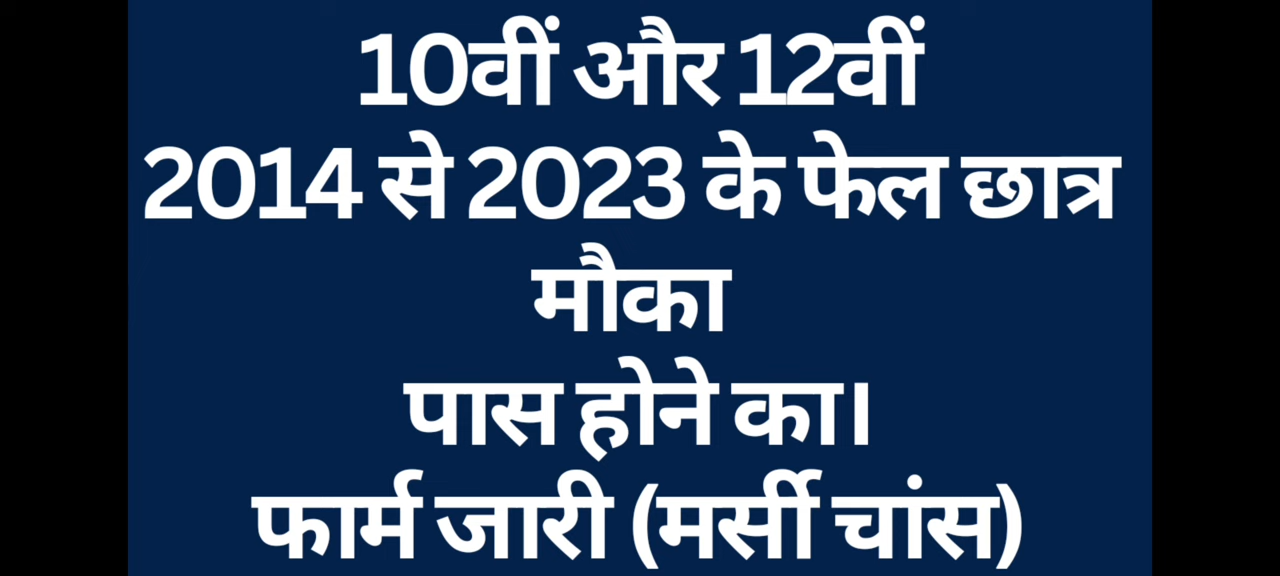 10वीं और 12वीं
2014 से 2023 के फेल छात्र
मौका
पास होने का।
फार्म जारी (मर्सी चांस)